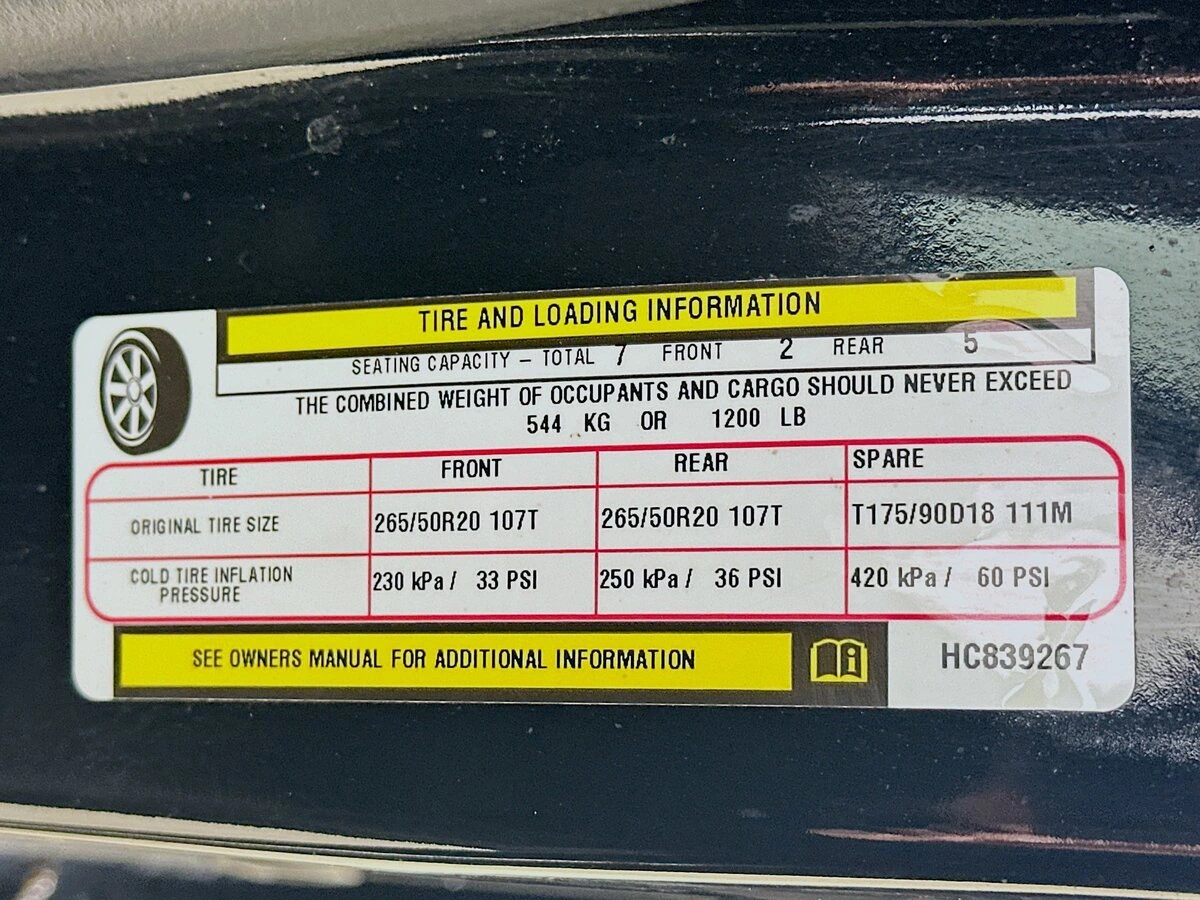 TIRE AND LOADING INFORMATION
SEATING CAPACITY – TOTAL 7 FRONT 2 REAR 5
THE COMBINED WEIGHT OF OCCUPANTS AND CARGO SHOULD NEVER EXCEED
544 KG OR 1200 LB
TIRE FRONT REAR SPARE
ORIGINAL TIRE SIZE 265/50R20 107T 265/50R20 107T T175/90D18 111M
COLD TIRE INFLATION
PRESSURE 230 kPa / 33 PSI 250 kPa / 36 PSI 420 kPa / 60 PSI
SEE OWNERS MANUAL FOR ADDITIONAL INFORMATION
HC839267